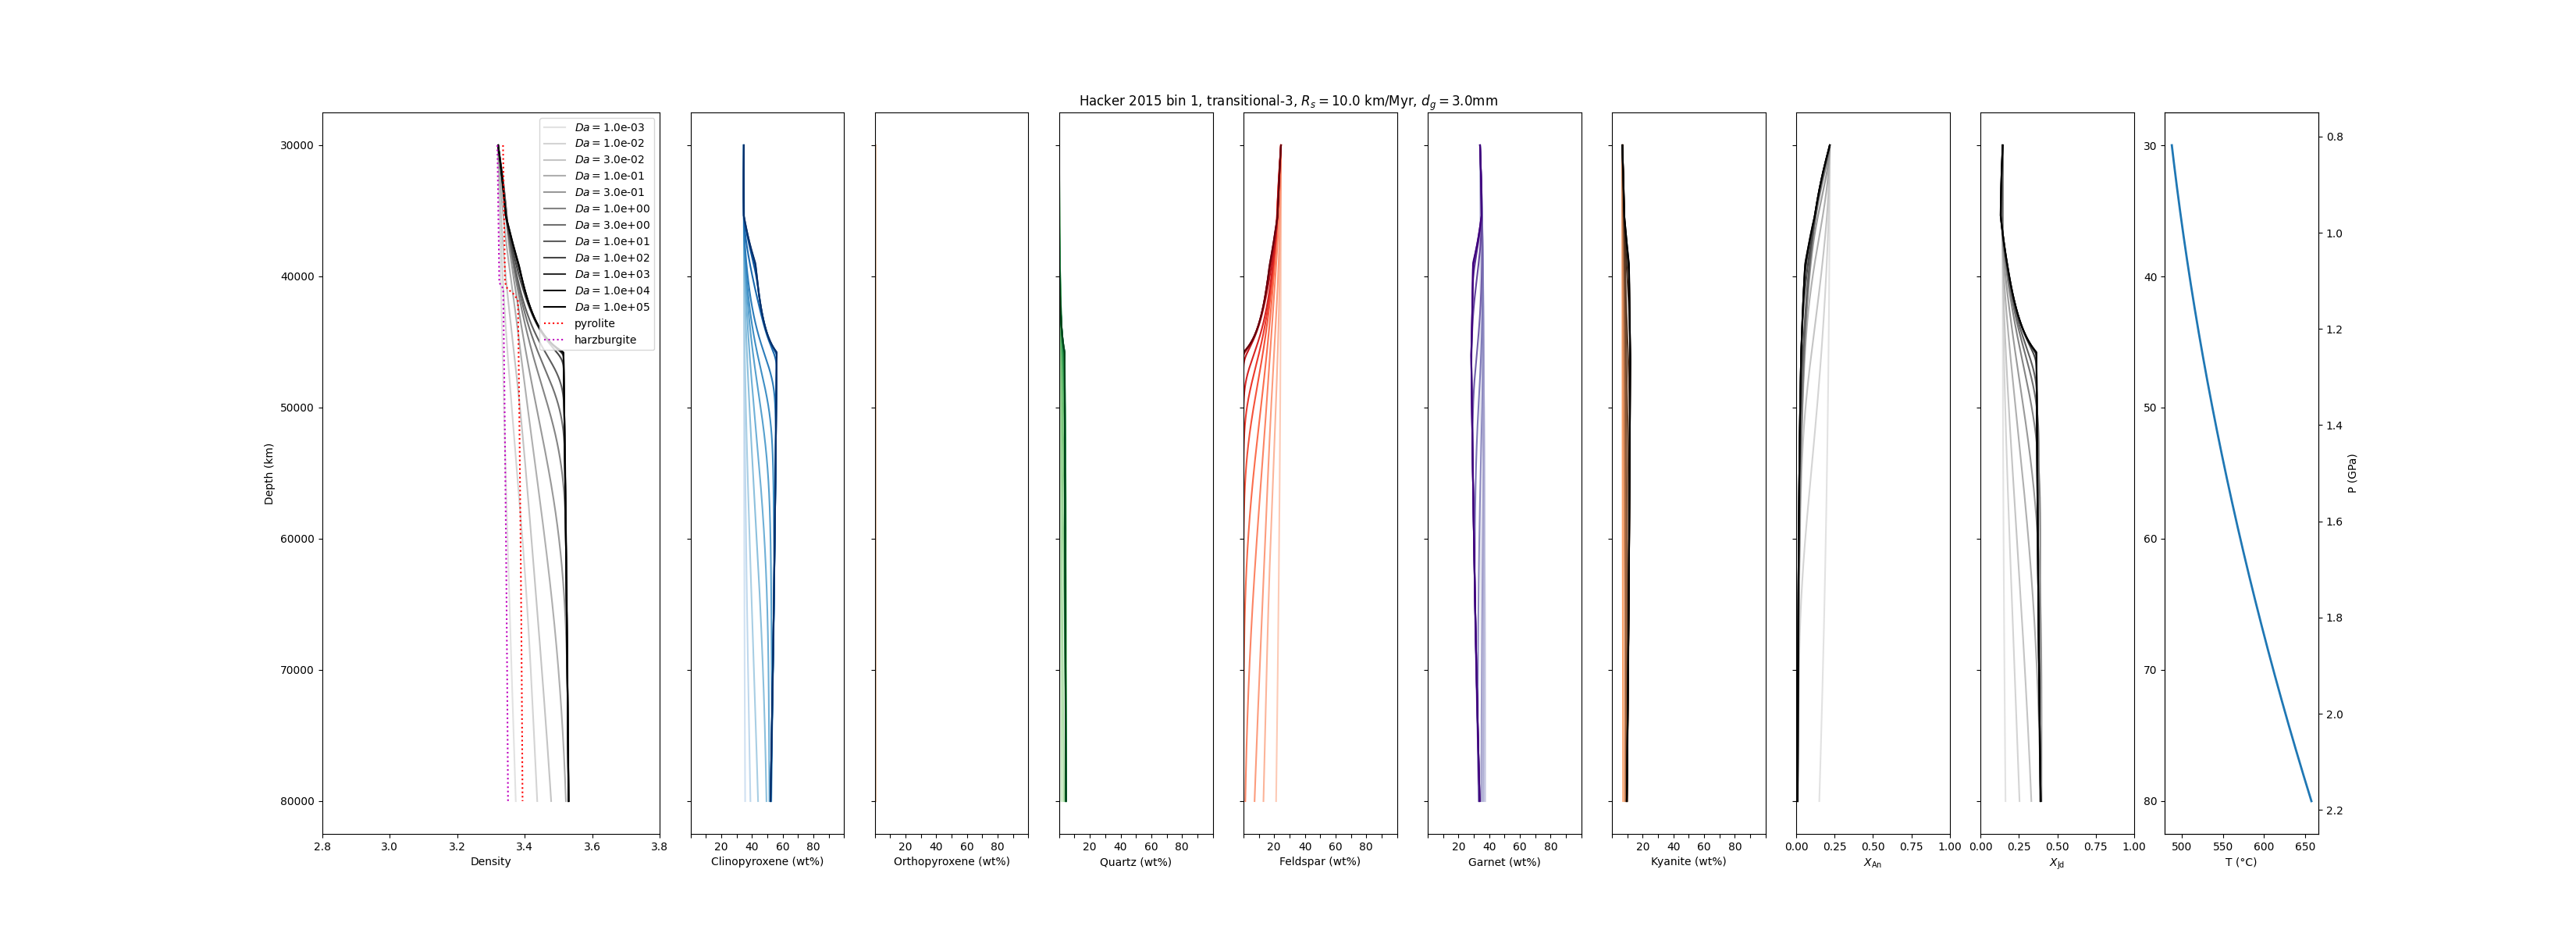 Hacker 2015 bin 1, transitional-3, Rs = 10.0 km/Myr, dg = 3.0mm
Da = 1.0e-03
Da = 1.0e-02
Da = 3.0e-02
Da = 1.0e-01
Da = 3.0e-01
Da = 1.0e+00
Da = 3.0e+00
Da = 1.0e+01
Da = 1.0e+02
Da = 1.0e+03
Da = 1.0e+04
Da = 1.0e+05
pyrolite
harzburgite
30000
40000
50000
60000
70000
80000
Depth (km)
2.8 3.0 3.2 3.4 3.6 3.8
Density
20 40 60 80
Clinopyroxene (wt%)
20 40 60 80
Orthopyroxene (wt%)
20 40 60 80
Quartz (wt%)
20 40 60 80
Feldspar (wt%)
20 40 60 80
Garnet (wt%)
20 40 60 80
Kyanite (wt%)
0.00 0.25 0.50 0.75 1.00
XAn
0.00 0.25 0.50 0.75 1.00
XJd
30
40
50
60
70
80
500 550 600 650
T (°C)
0.8
1.0
1.2
1.4
1.6
1.8
2.0
2.2
P (GPa)